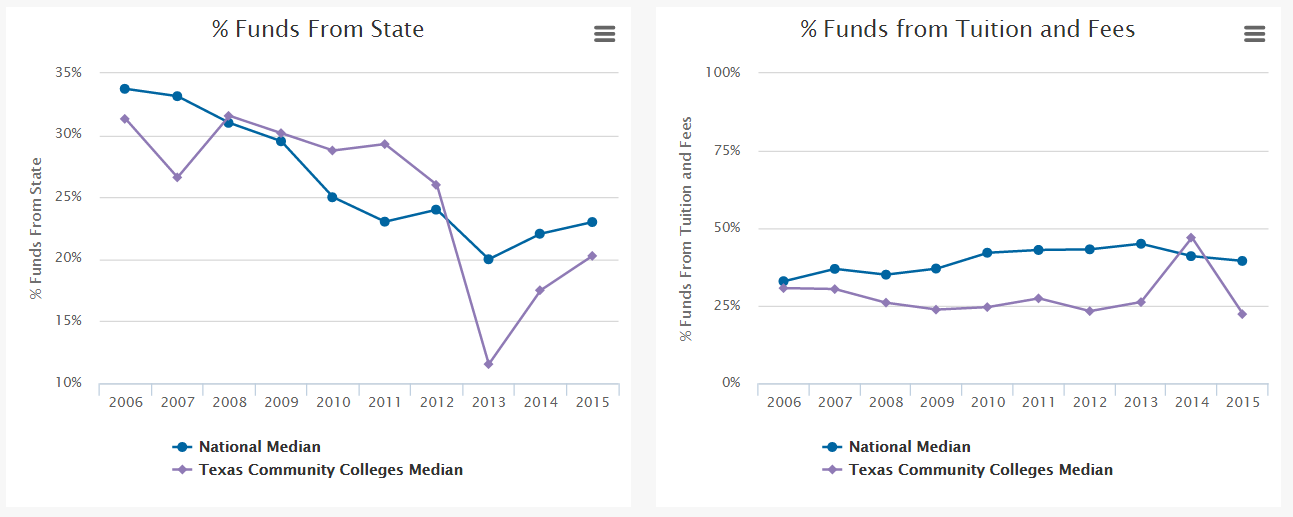 % Funds From State
35%
30%
25%
20%
15%
10%
% Funds From State
2006 2007 2008 2009 2010 2011 2012 2013 2014 2015
National Median
Texas Community Colleges Median
% Funds from Tuition and Fees
100%
75%
50%
25%
0%
% Funds From Tuition and Fees
2006 2007 2008 2009 2010 2011 2012 2013 2014 2015
National Median
Texas Community Colleges Median